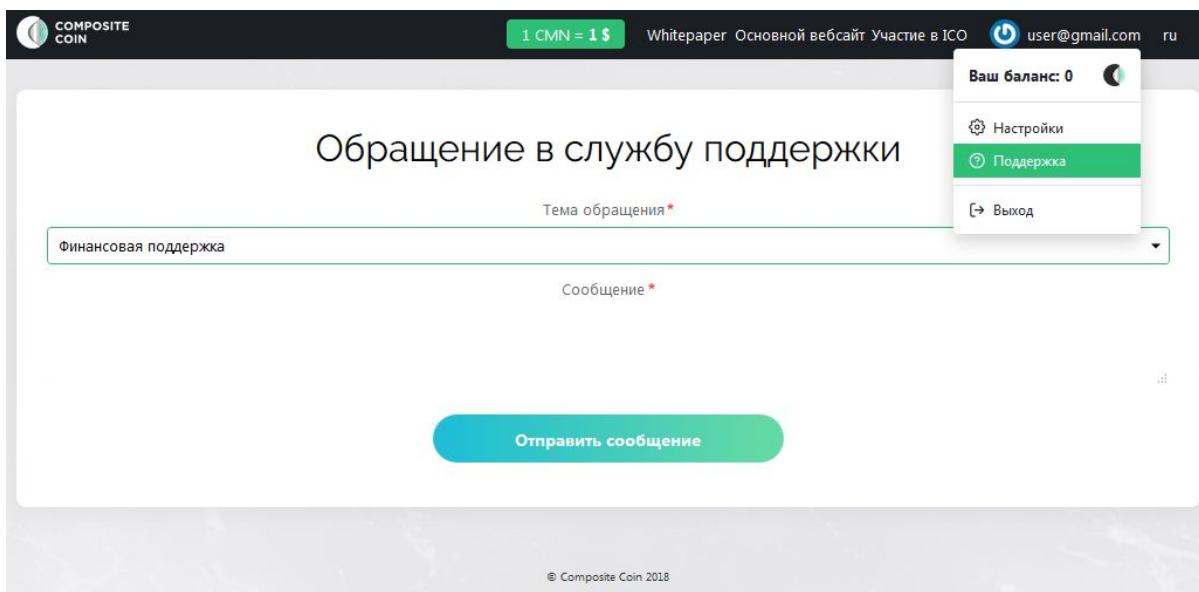 COMPOSITE
COIN
1 CMN = 1 $
Whitepaper Основной вебсайт Участие в ICO
user@gmail.com
ru
Ваш баланс: 0
Настройки
Поддержка
Выход
Обращение в службу поддержки
Тема обращения*
Финансовая поддержка
Сообщение *
Отправить сообщение
© Composite Coin 2018